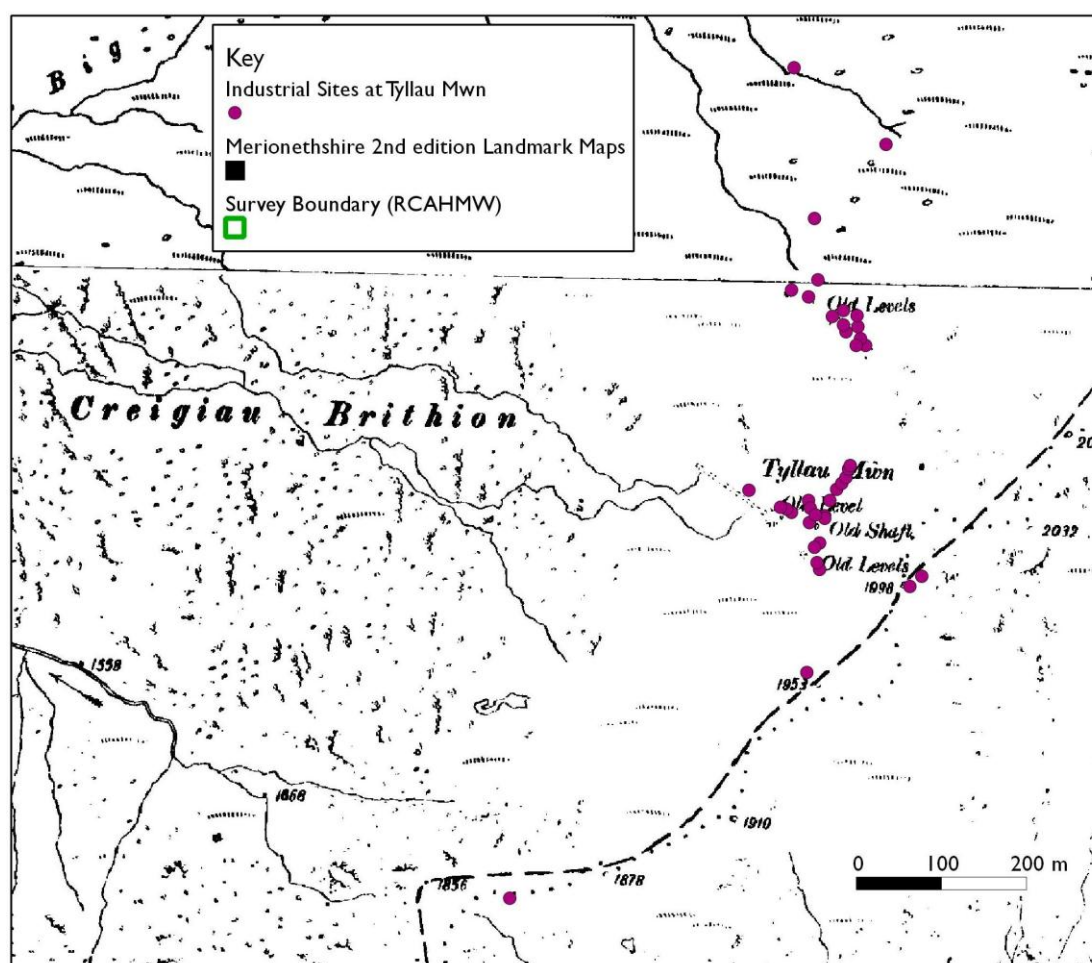 Big
Key
Industrial Sites at Tyllau Mwn
Merionethshire 2nd edition Landmark Maps
Survey Boundary (RCAHMW)
Old Levels
Creigiau Brithion
20
Tyllau Mwn
Old Level
Old Shaft
2032
Old Levels
1998
1558
1953
1868
1910
1878
1856
0 100 200 m